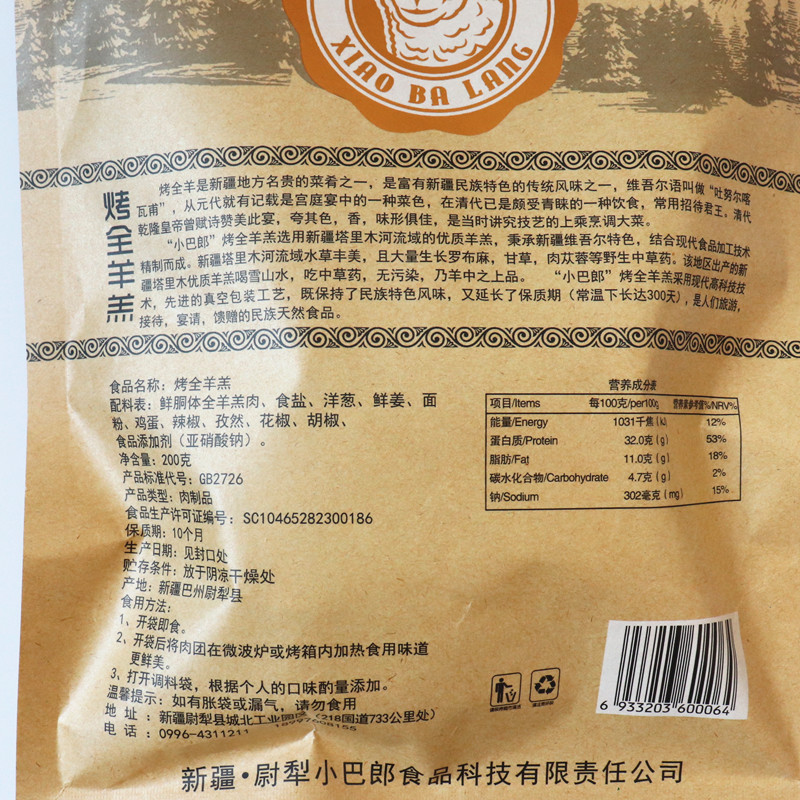 XIAO BA LANG
烤全羊羔
烤全羊是新疆地方名贵的菜肴之一，是富有新疆民族特色的传统风味之一，维吾尔语叫做“吐努尔喀
瓦甫”，从元代就有记载是宫庭宴中的一种菜色，在清代已是颇受青睐的一种饮食，常用招待君王，清代
乾隆皇帝曾赋诗赞美此宴，夸其色，香，味形俱佳，是当时讲究技艺的上乘烹调大菜。
“小巴郎”烤全羊羔选用新疆塔里木河流域的优质羊羔，秉承新疆维吾尔特色，结合现代食品加工技术
精制而成。新疆塔里木河流域水草丰美，且大量生长罗布麻，甘草，肉苁蓉等野生中草药。该地区出产的新
疆塔里木优质羊羔喝雪山水，吃中草药，无污染，乃羊中之上品。 “小巴郎”烤全羊羔采用现代高科技技
术，先进的真空包装工艺，既保持了民族特色风味，又延长了保质期（常温下长达300天），是人们旅游，
接待，宴请，馈赠的民族天然食品。
食品名称：烤全羊羔
配料表：鲜胴体全羊羔肉、食盐、洋葱、鲜姜、面
粉、鸡蛋、辣椒、孜然、花椒、胡椒、
食品添加剂（亚硝酸钠）。
净含量：200克
产品标准代号：GB2726
产品类型：肉制品
食品生产许可证编号：SC10465282300186
保质期：10个月
生产日期：见封口处
贮存条件：放于阴凉干燥处
产地：新疆巴州尉犁县
食用方法：
1、开袋即食。
2、开袋后将肉团在微波炉或烤箱内加热食用味道
更鲜美。
3、打开调料袋，根据个人的口味酌量添加。
温馨提示：如有胀袋或漏气，请勿食用
地 址：新疆尉犁县城北工业园区（218国道733公里处）
电 话：0996-4311211
营养成分表
项目/Items 每100克/per100g 营养素参考值%/NRV%
能量/Energy 1031千焦(kJ) 12%
蛋白质/Protein 32.0克(g) 53%
脂肪/Fat 11.0克(g) 18%
碳水化合物/Carbohydrate 4.7克(g) 2%
钠/Sodium 302毫克(mg) 15%
6 933203 600064
新疆·尉犁小巴郎食品科技有限责任公司